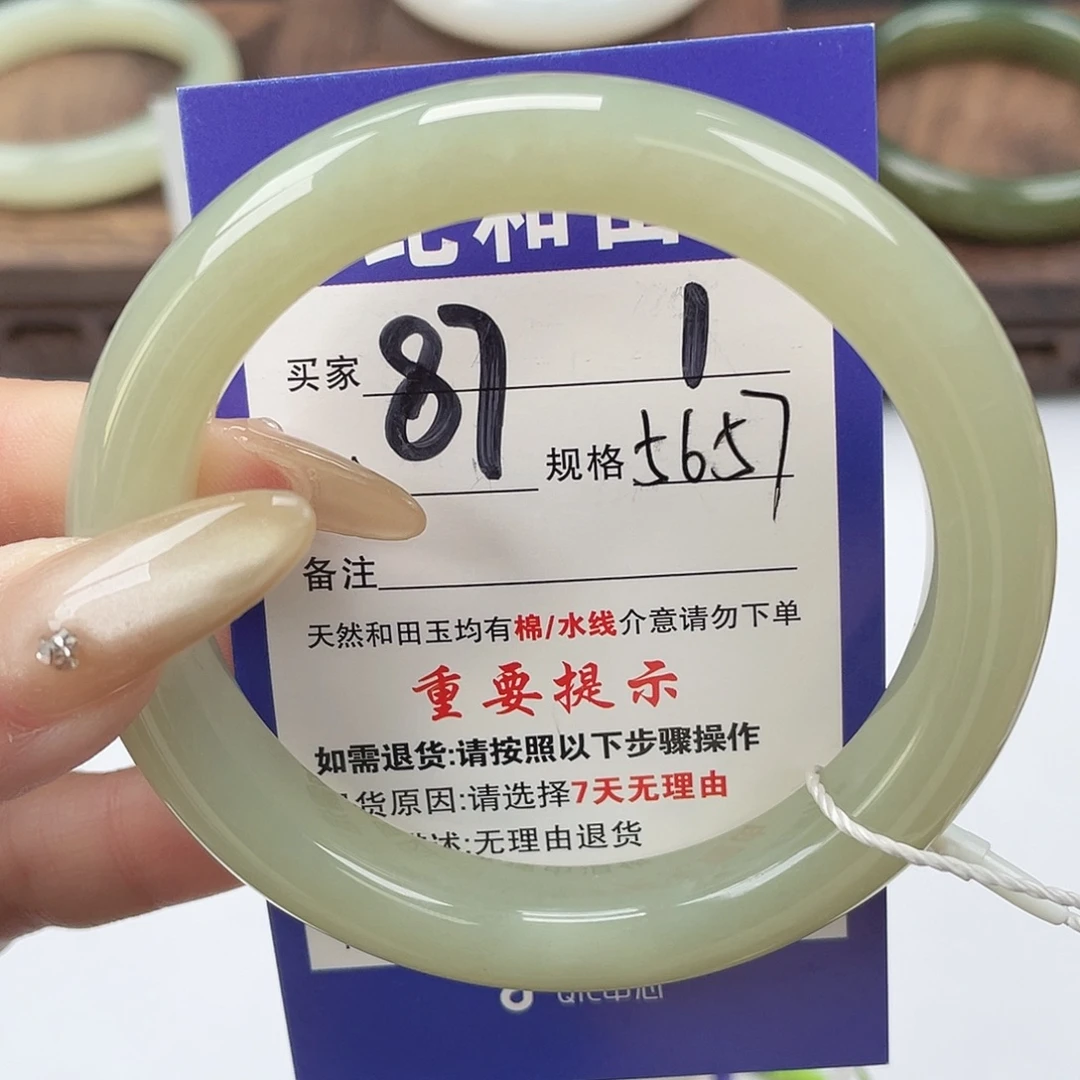 和田
87 1
买家
规格 5657
备注
天然和田玉均有棉/水线介意请勿下单
重要提示
如需退货:请按照以下步骤操作
货原因:请选择7天无理由
述:无理由退货